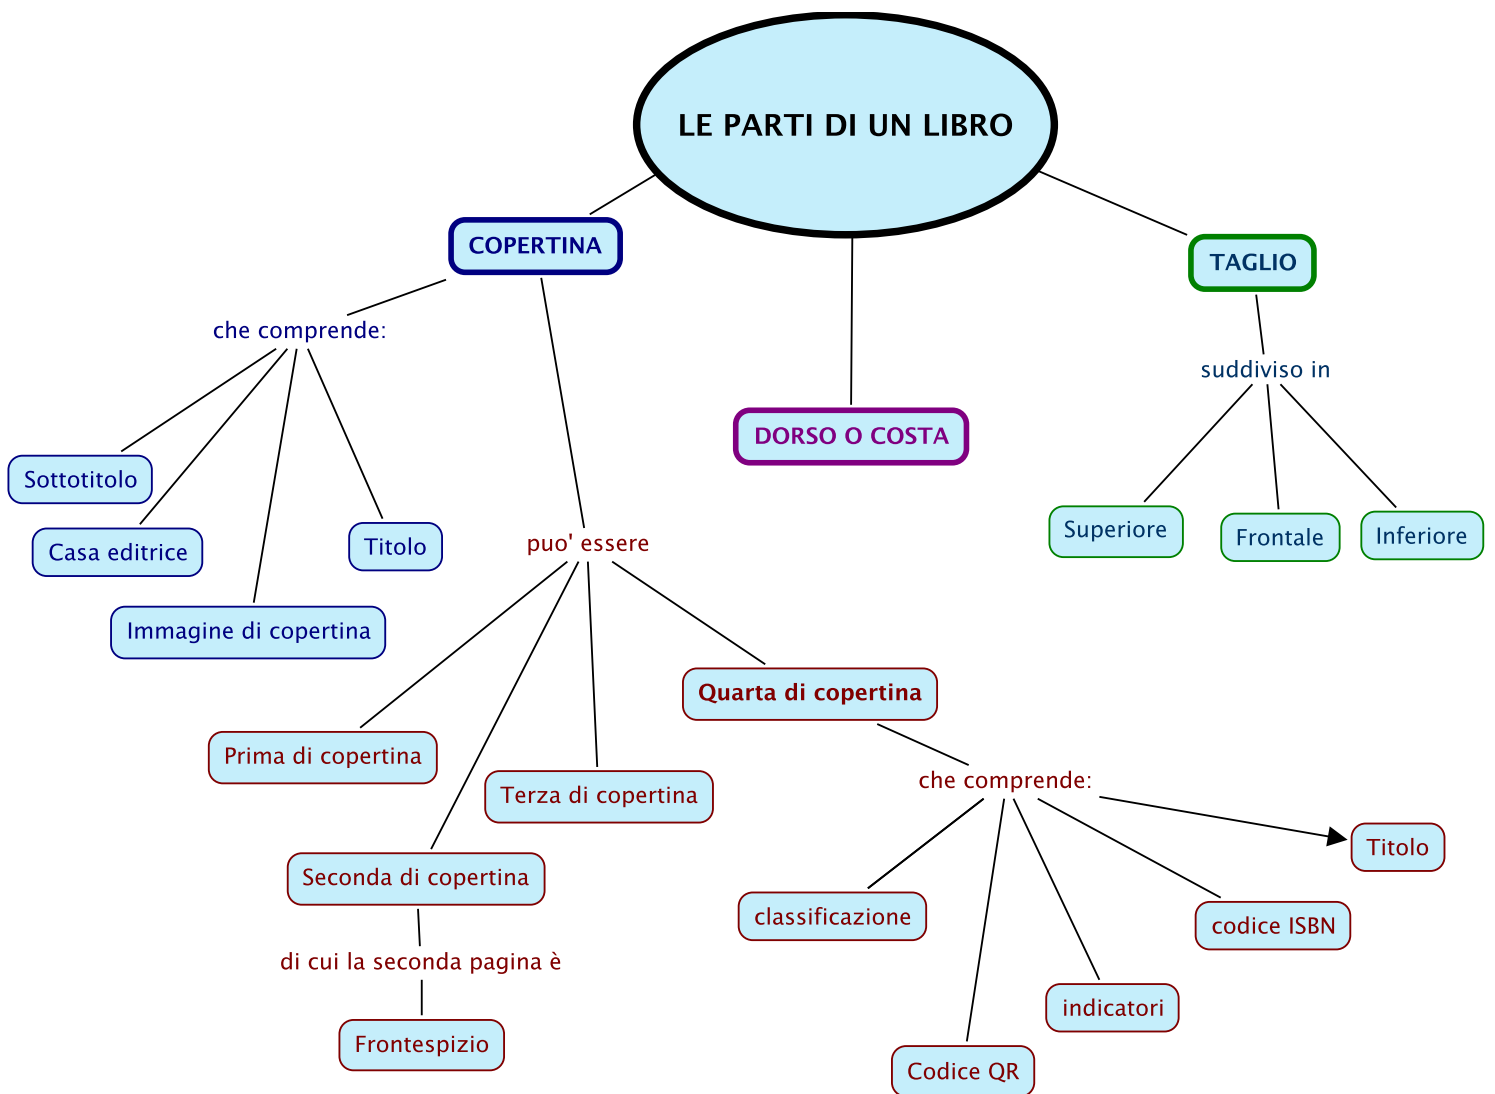 LE PARTI DI UN LIBRO
COPERTINA
TAGLIO
che comprende:
suddiviso in
DORSO O COSTA
Sottotitolo
Casa editrice
Titolo
Immagine di copertina
puo' essere
Superiore
Frontale
Inferiore
Quarta di copertina
Prima di copertina
Terza di copertina
che comprende:
Seconda di copertina
Titolo
classificazione
codice ISBN
di cui la seconda pagina è
indicatori
Frontespizio
Codice QR